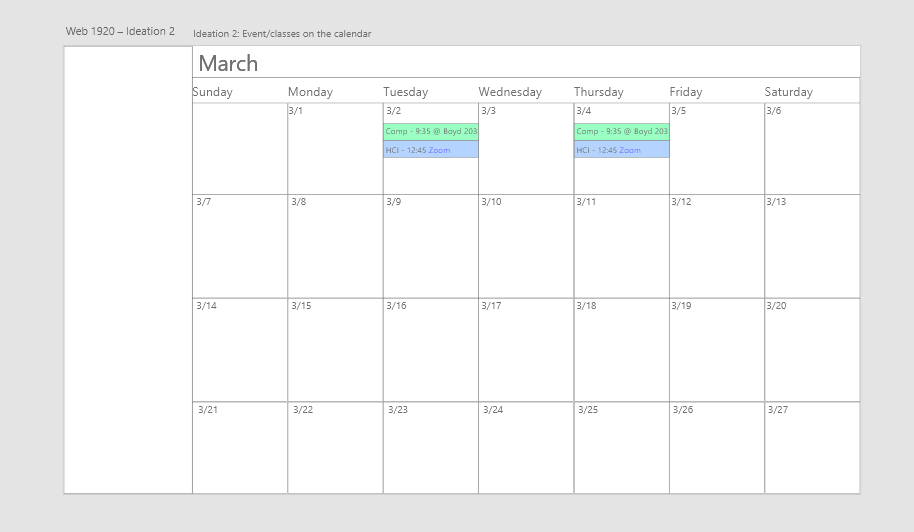 Web 1920 – Ideation 2
Ideation 2: Event/classes on the calendar
March
Sunday Monday Tuesday Wednesday Thursday Friday Saturday
3/1 3/2 3/3 3/4 3/5 3/6
Comp - 9:35 @ Boyd 203 Comp - 9:35 @ Boyd 203
HCI - 12:45 Zoom HCI - 12:45 Zoom
3/7 3/8 3/9 3/10 3/11 3/12 3/13
3/14 3/15 3/16 3/17 3/18 3/19 3/20
3/21 3/22 3/23 3/24 3/25 3/26 3/27